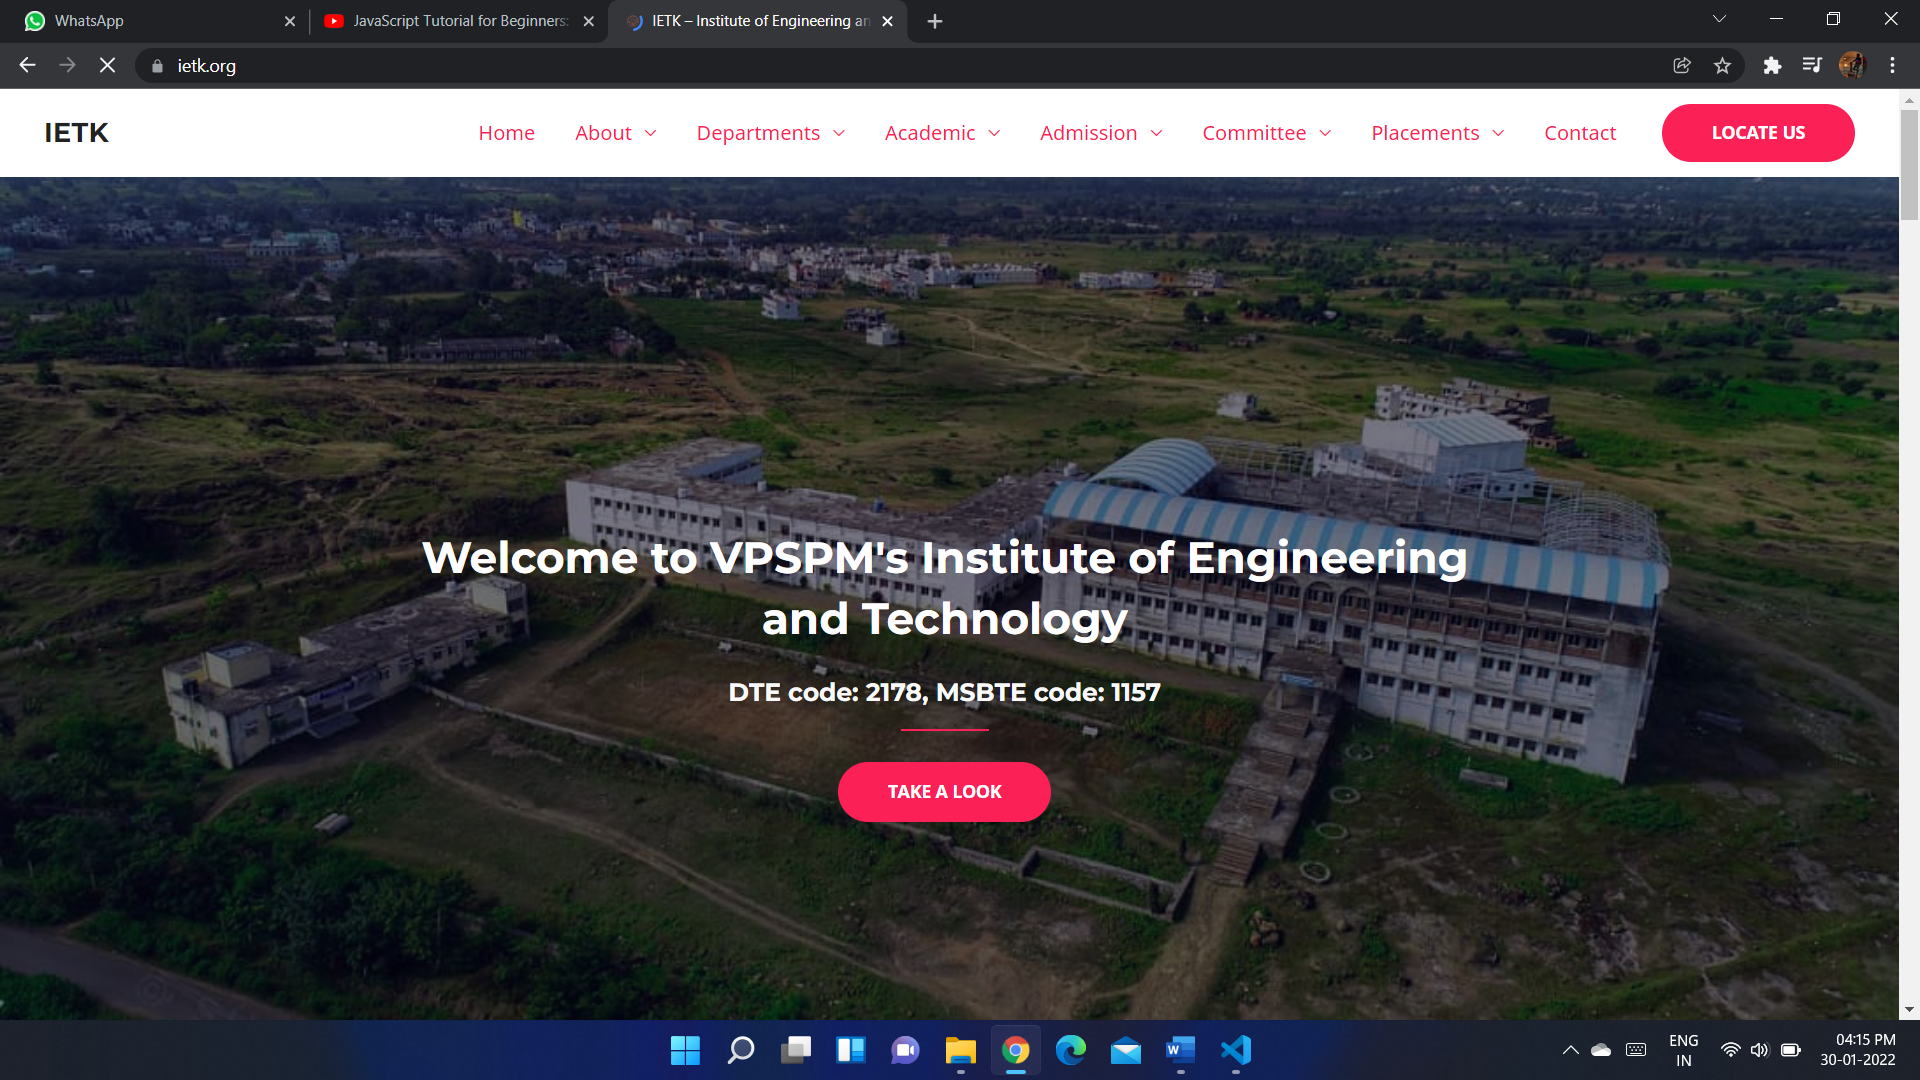 WhatsApp
JavaScript Tutorial for Beginners:
IETK – Institute of Engineering an
ietk.org
IETK
Home
About
Departments
Academic
Admission
Committee
Placements
Contact
LOCATE US
Welcome to VPSPM's Institute of Engineering
and Technology
DTE code: 2178, MSBTE code: 1157
TAKE A LOOK
ENG
IN
04:15 PM
30-01-2022